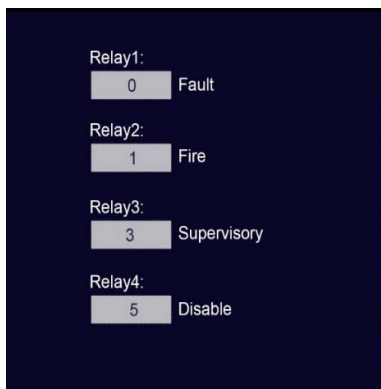 Relay1:
0 Fault
Relay2:
1 Fire
Relay3:
3 Supervisory
Relay4:
5 Disable